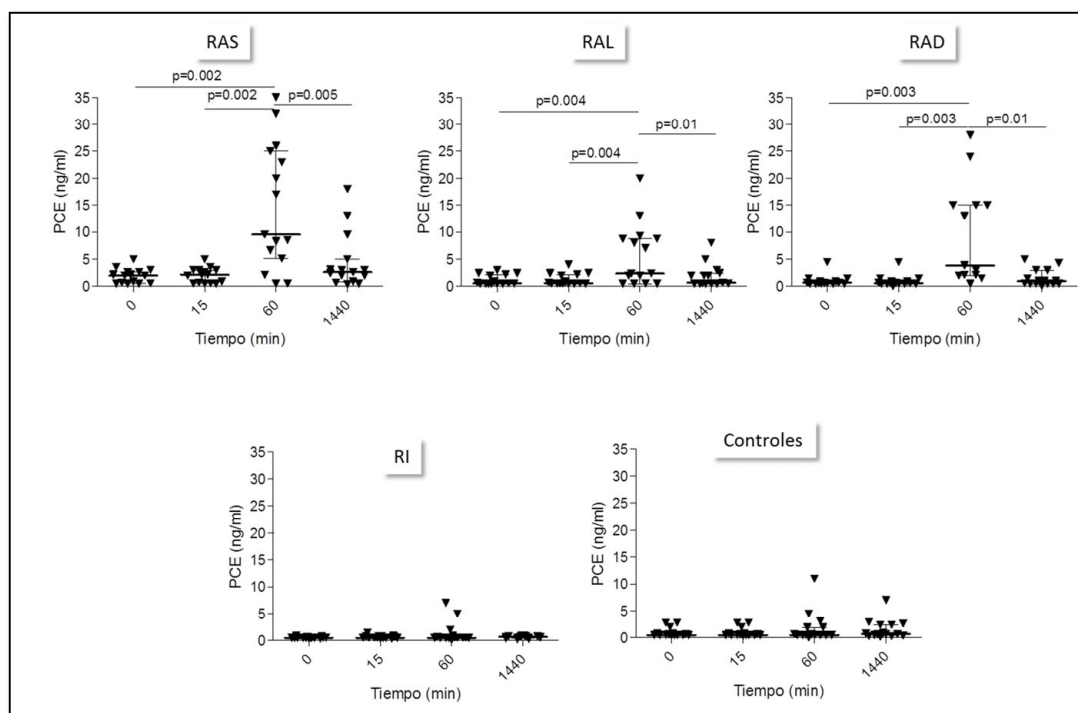 RAS
p=0.002
p=0.002 p=0.005
35
30
25
20
15
10
5
0
PCE (ng/ml)
0 15 60 1440
Tiempo (min)
RAL
p=0.004
p=0.01
p=0.004
35
30
25
20
15
10
5
0
PCE (ng/ml)
0 15 60 1440
Tiempo (min)
RAD
p=0.003
p=0.003 p=0.01
35
30
25
20
15
10
5
0
PCE (ng/ml)
0 15 60 1440
Tiempo (min)
RI
35
30
25
20
15
10
5
0
PCE (ng/ml)
0 15 60 1440
Tiempo (min)
Controles
35
30
25
20
15
10
5
0
PCE (ng/ml)
0 15 60 1440
Tiempo (min)